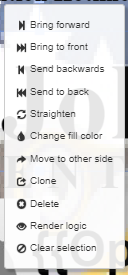 Bring forward
Bring to front
Send backwards
Send to back
Straighten
Change fill color
Move to other side
Clone
Delete
Render logic
Clear selection